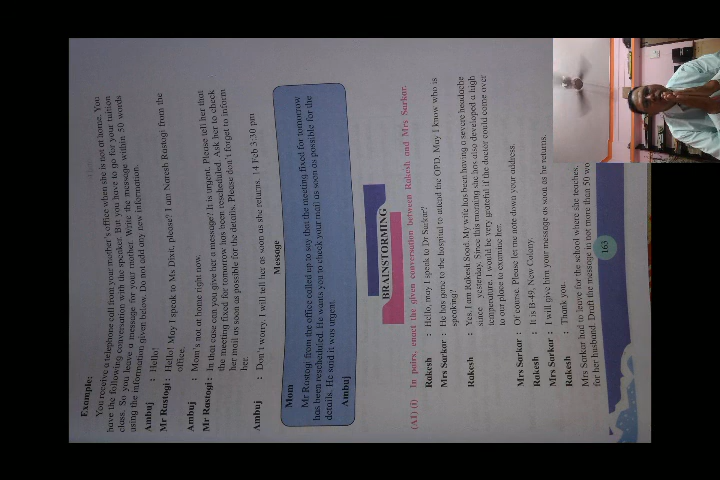 Example:
You receive a telephone call from your mother's office when she is not at home. You
have the following conversation with the speaker. But you have to go for your tuition
class. So you leave a message for your mother. Write the message within 50 words
using the information given below. Do not add any new information.
Ambuj : Hello!
Mr Rastogi : Hello! May I speak to Ms Dixit, please? I am Naresh Rastogi from the
office.
Ambuj : Mom's not at home right now.
Mr Rastogi : In that case can you give her a message? It is urgent. Please tell her that
the meeting fixed for tomorrow has been rescheduled. Ask her to check
her mail as soon as possible for the details. Please don't forget to inform
her.
Ambuj : Don't worry. I will tell her as soon as she returns. 14 Feb 3:30 pm
Message
Mom
Mr Rastogi from the office called up to say that the meeting fixed for tomorrow
has been rescheduled. He wants you to check your mail as soon as possible for the
details. He said it was urgent.
Ambuj
BRAINSTORMING
(A1) (i) In pairs, enact the given conversation between Rakesh and Mrs Sarkar.
Rakesh : Hello, may I speak to Dr Sarkar?
Mrs Sarkar : He has gone to the hospital to attend the OPD. May I know who is
speaking?
Rakesh : Yes, I am Rakesh Sood. My wife has been having a severe headache
since yesterday. Since this morning she has also developed a high
temperature. I would be very grateful if the doctor could come over
to our place to examine her.
Mrs Sarkar : Of course. Please let me note down your address.
Rakesh : It is B-49, New Colony.
Mrs Sarkar : I will give him your message as soon as he returns.
Rakesh : Thank you.
Mrs Sarkar had to leave for the school where she teaches.
for her husband. Draft the message in not more than 50
163